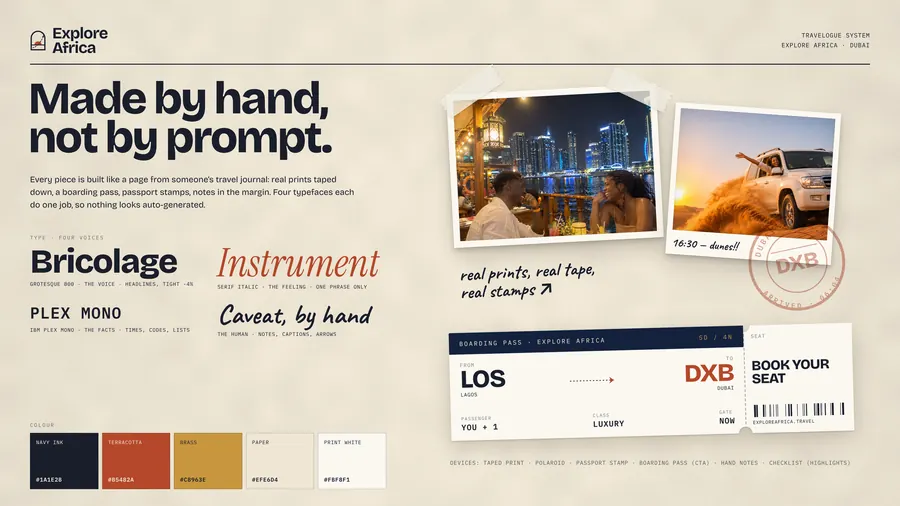 Explore
Africa
TRAVELOGUE SYSTEM
EXPLORE AFRICA · DUBAI
Made by hand,
not by prompt.
Every piece is built like a page from someone's travel journal: real prints taped
down, a boarding pass, passport stamps, notes in the margin. Four typefaces each
do one job, so nothing looks auto-generated.
TYPE · FOUR VOICES
Bricolage
GROTESQUE 800 · THE VOICE · HEADLINES, TIGHT -4%
Instrument
SERIF ITALIC · THE FEELING · ONE PHRASE ONLY
PLEX MONO
IBM PLEX MONO · THE FACTS · TIMES, CODES, LISTS
Caveat, by hand
THE HUMAN · NOTES, CAPTIONS, ARROWS
COLOUR
NAVY INK
#1A1E28
TERRACOTTA
#B5482A
BRASS
#C8963E
PAPER
#EFE6D4
PRINT WHITE
#FBF8F1
16:30 – dunes!!
DXB
ARRIVED
real prints, real tape,
real stamps ↗
BOARDING PASS · EXPLORE AFRICA
5D / 4N
FROM
LOS
LAGOS
TO
DXB
DUBAI
PASSENGER
YOU + 1
CLASS
LUXURY
GATE
NOW
SEAT
BOOK YOUR
SEAT
EXPLOREAFRICA.TRAVEL
DEVICES: TAPED PRINT · POLAROID · PASSPORT STAMP · BOARDING PASS (CTA) · HAND NOTES · CHECKLIST (HIGHLIGHTS)